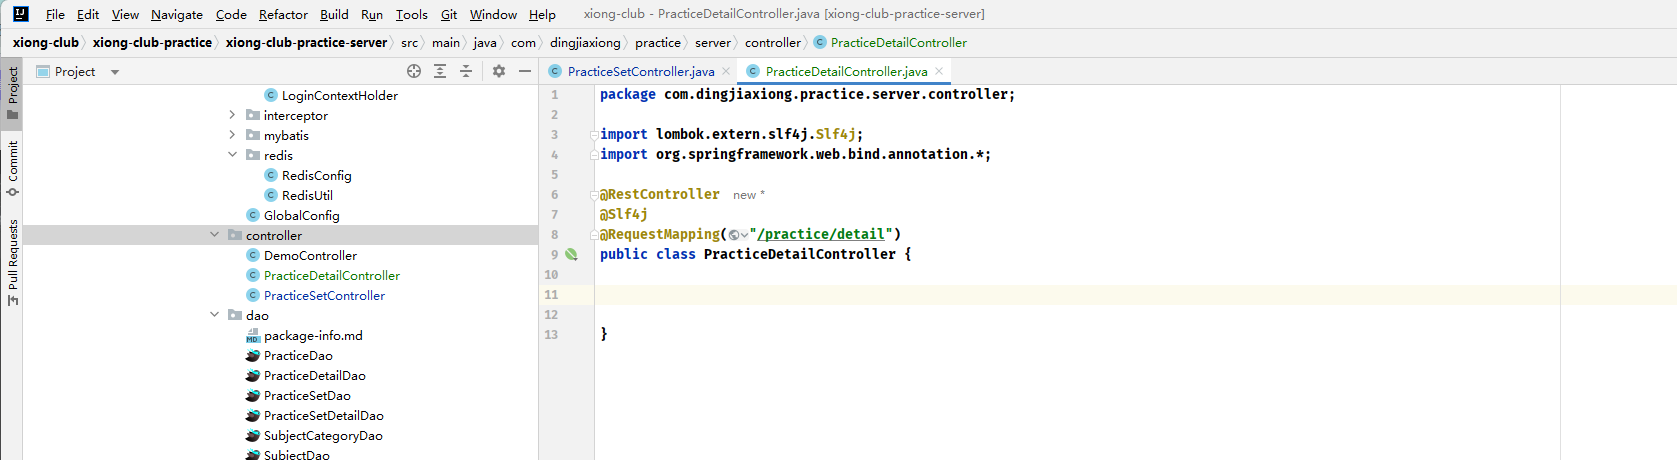 File Edit View Navigate Code Refactor Build Run Tools Git Window Help xiong-club - PracticeDetailController.java [xiong-club-practice-server]
xiong-club xiong-club-practice xiong-club-practice-server src main java com dingjiaxiong practice server controller PracticeDetailController
Project
Commit
Pull Requests
Project
LoginContextHolder
interceptor
mybatis
redis
RedisConfig
RedisUtil
GlobalConfig
controller
DemoController
PracticeDetailController
PracticeSetController
dao
package-info.md
PracticeDao
PracticeDetailDao
PracticeSetDao
PracticeSetDetailDao
SubjectCategoryDao
SubjectDao
PracticeSetController.java PracticeDetailController.java
1 package com.dingjiaxiong.practice.server.controller;
2
3 import lombok.extern.slf4j.Slf4j;
4 import org.springframework.web.bind.annotation.*;
5
6 @RestController new *
7 @Slf4j
8 @RequestMapping("/practice/detail")
9 public class PracticeDetailController {
10
11
12
13 }